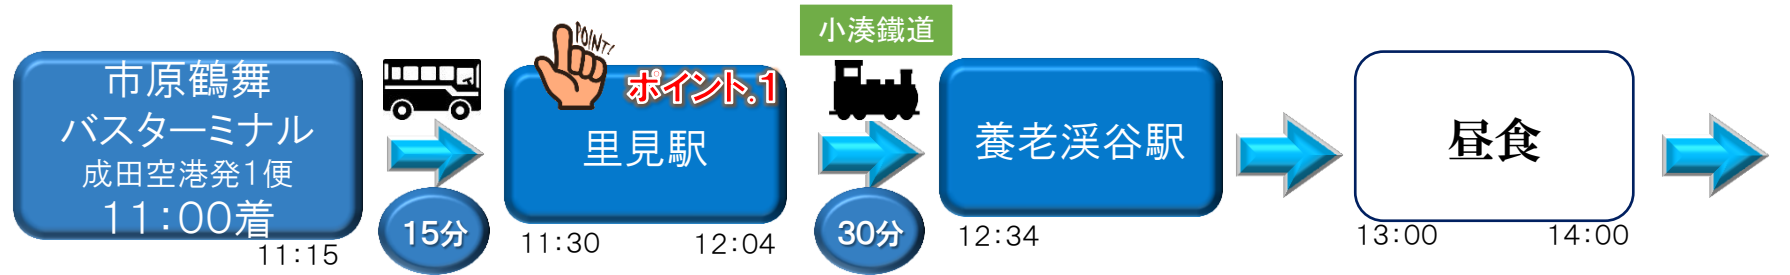 市原鶴舞
バスターミナル
成田空港発1便
11：00着
11：15
15分
POINT!
ポイント.1
里見駅
11：30
12：04
小湊鐵道
30分
養老渓谷駅
12：34
昼食
13：00
14：00